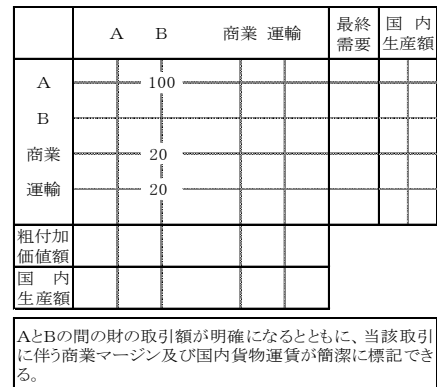 A B 商業 運輸 最終需要 国内生産額
A 100
B
商業 20
運輸 20
粗付加価値額
国内生産額
AとBの間の財の取引額が明確になるとともに、当該取引
に伴う商業マージン及び国内貨物運賃が簡潔に標記でき
る。